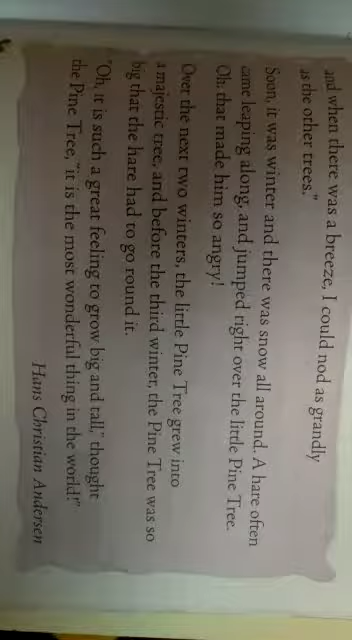 and when there was a breeze, I could nod as grandly
as the other trees."
Soon, it was winter and there was snow all around. A hare often
came leaping along, and jumped right over the little Pine Tree.
Oh, that made him so angry!
Over the next two winters, the little Pine Tree grew into
a majestic tree, and before the third winter, the Pine Tree was so
big that the hare had to go round it.
"Oh, it is such a great feeling to grow big and tall," thought
the Pine Tree, "it is the most wonderful thing in the world!"
Hans Christian Andersen